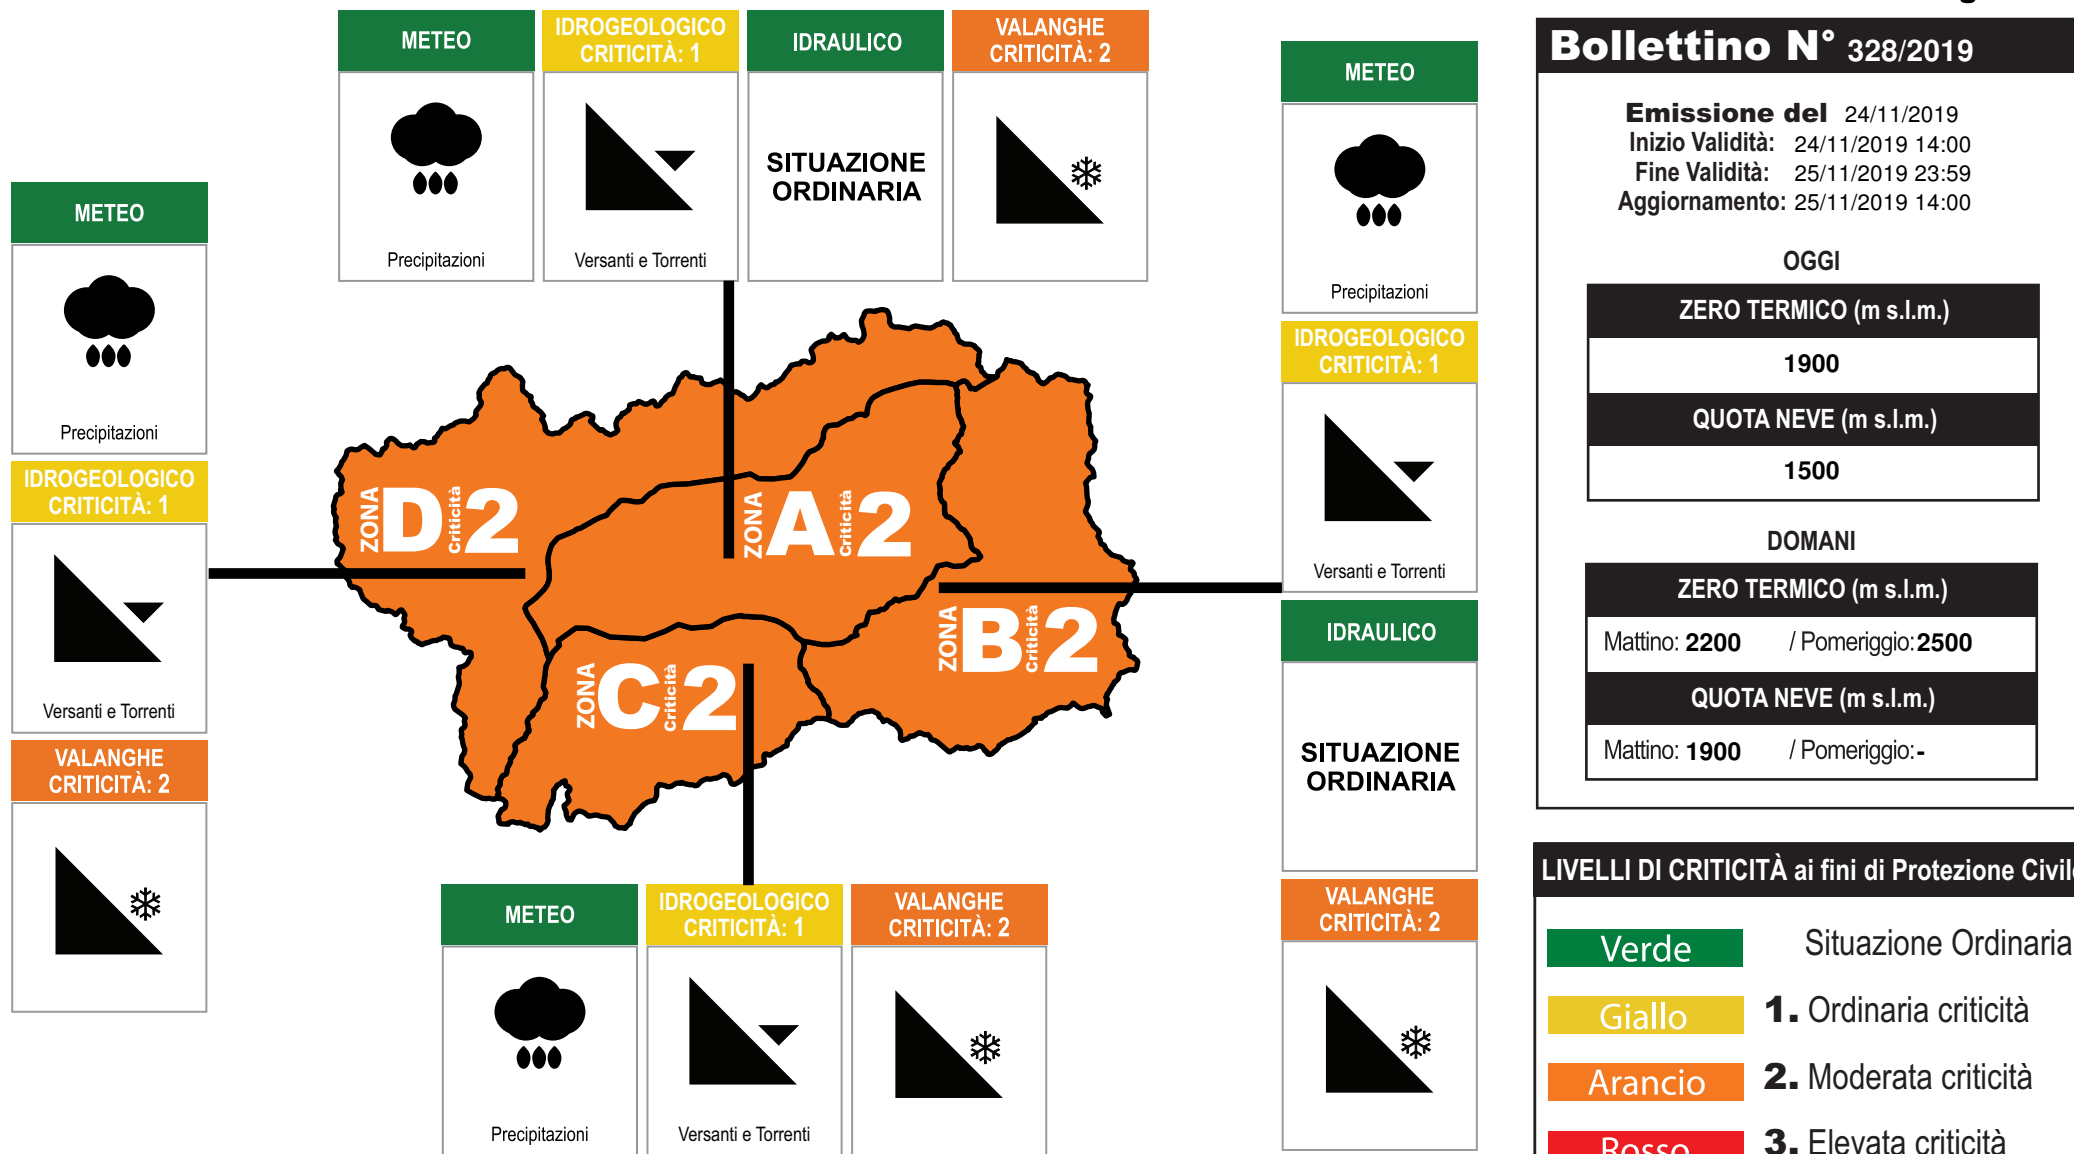 METEO
IDROGEOLOGICO
CRITICITÀ: 1
IDRAULICO
VALANGHE
CRITICITÀ: 2
Precipitazioni
Versanti e Torrenti
SITUAZIONE
ORDINARIA
METEO
Precipitazioni
IDROGEOLOGICO
CRITICITÀ: 1
Versanti e Torrenti
VALANGHE
CRITICITÀ: 2
ZONA D Criticità 2
ZONA A Criticità 2
ZONA B Criticità 2
ZONA C Criticità 2
METEO
IDROGEOLOGICO
CRITICITÀ: 1
VALANGHE
CRITICITÀ: 2
Precipitazioni
Versanti e Torrenti
METEO
Precipitazioni
IDROGEOLOGICO
CRITICITÀ: 1
Versanti e Torrenti
IDRAULICO
SITUAZIONE
ORDINARIA
VALANGHE
CRITICITÀ: 2
Bollettino N° 328/2019
Emissione del 24/11/2019
Inizio Validità: 24/11/2019 14:00
Fine Validità: 25/11/2019 23:59
Aggiornamento: 25/11/2019 14:00
OGGI
ZERO TERMICO (m s.l.m.)
1900
QUOTA NEVE (m s.l.m.)
1500
DOMANI
ZERO TERMICO (m s.l.m.)
Mattino: 2200 / Pomeriggio: 2500
QUOTA NEVE (m s.l.m.)
Mattino: 1900 / Pomeriggio: -
LIVELLI DI CRITICITÀ ai fini di Protezione Civile
Verde Situazione Ordinaria
Giallo 1. Ordinaria criticità
Arancio 2. Moderata criticità
Rosso 3. Elevata criticità